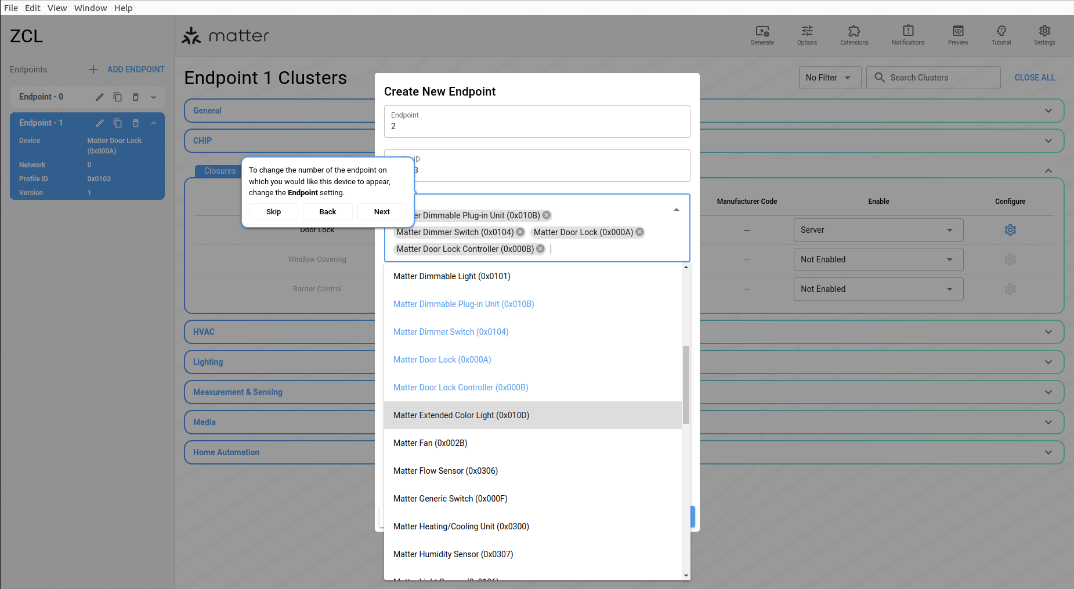 File Edit View Window Help
ZCL
matter
Generate
Options
Extensions
Notifications
Preview
Tutorial
Settings
Endpoints
ADD ENDPOINT
Endpoint - 0
Endpoint - 1
Device Matter Door Lock
(0x000A)
Network 0
Profile ID 0x0103
Version 1
Endpoint 1 Clusters
No Filter
Search Clusters
CLOSE ALL
General
CHIP
Closures
Manufacturer Code Enable Configure
Door Lock — Server
Window Covering — Not Enabled
Barrier Control — Not Enabled
HVAC
Lighting
Measurement & Sensing
Media
Home Automation
Create New Endpoint
Endpoint
2
ID
3
To change the number of the endpoint on
which you would like this device to appear,
change the Endpoint setting.
Skip Back Next
Dimmable Plug-in Unit (0x010B)
Matter Dimmer Switch (0x0104) Matter Door Lock (0x000A)
Matter Door Lock Controller (0x000B)
Matter Dimmable Light (0x0101)
Matter Dimmable Plug-in Unit (0x010B)
Matter Dimmer Switch (0x0104)
Matter Door Lock (0x000A)
Matter Door Lock Controller (0x000B)
Matter Extended Color Light (0x010D)
Matter Fan (0x002B)
Matter Flow Sensor (0x0306)
Matter Generic Switch (0x000F)
Matter Heating/Cooling Unit (0x0300)
Matter Humidity Sensor (0x0307)